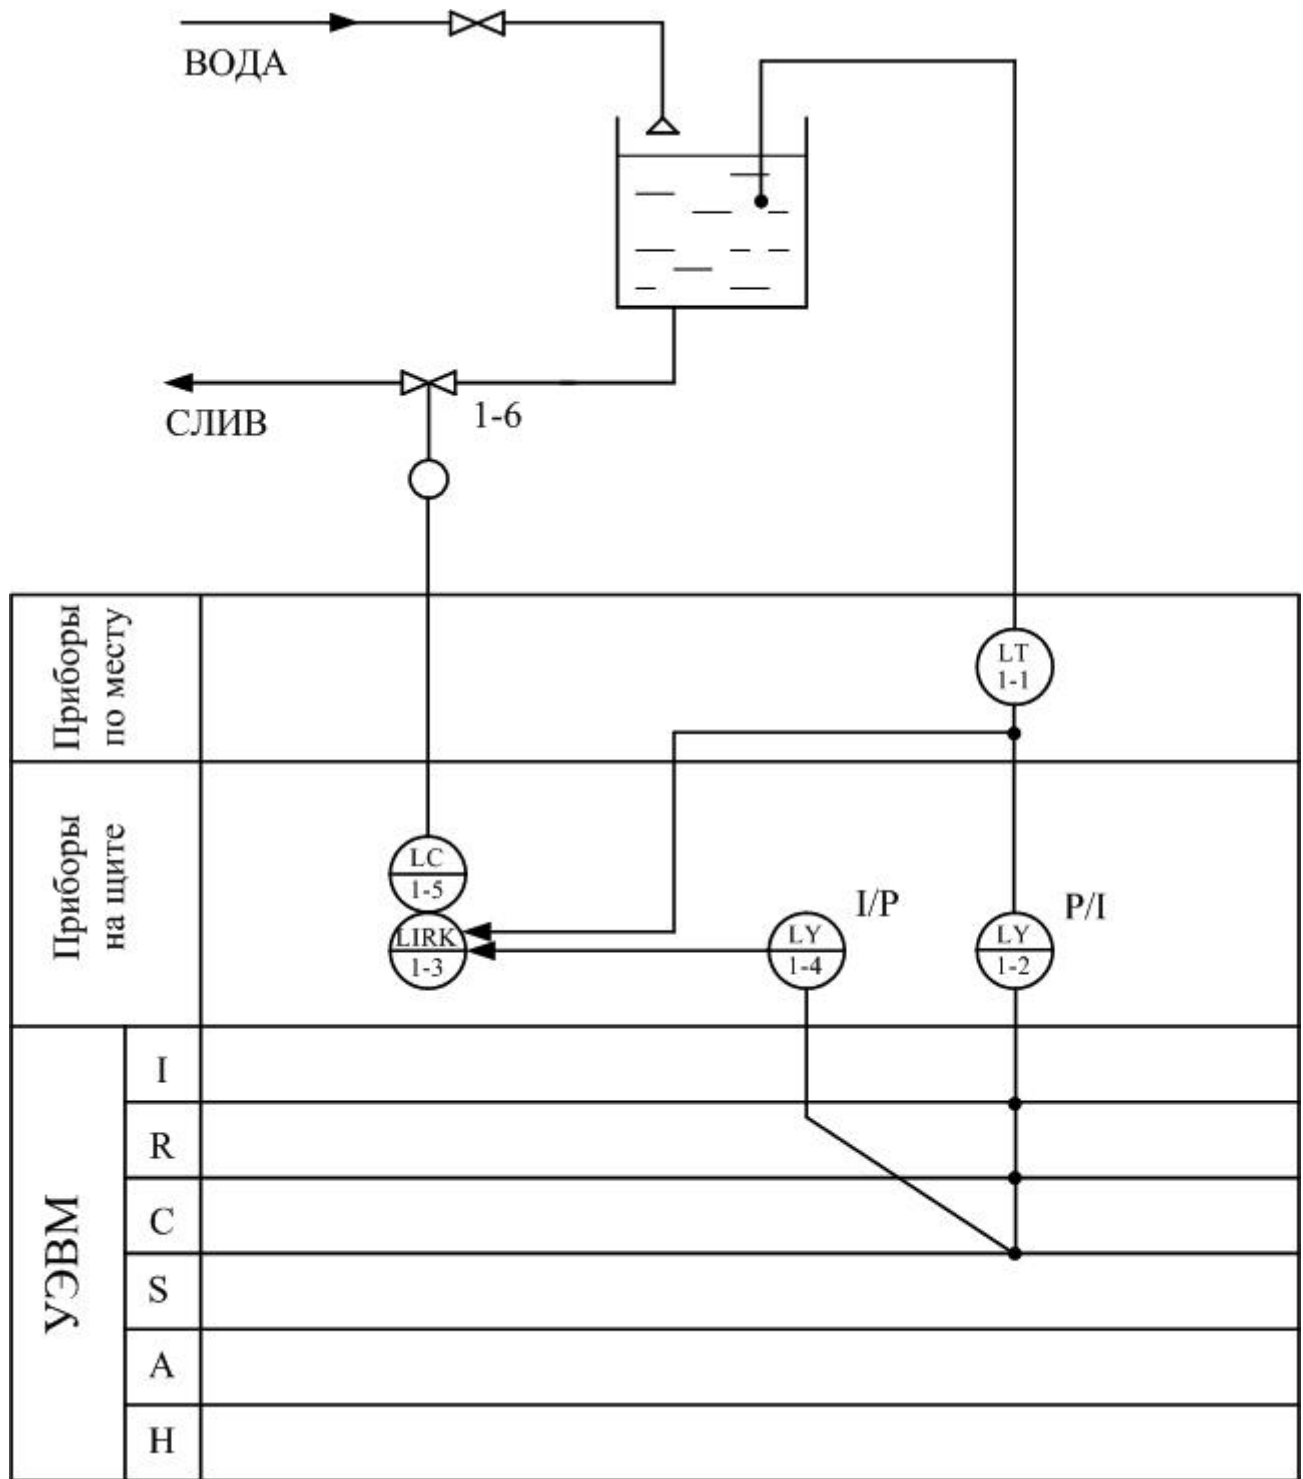 ВОДА
СЛИВ
1-6
Приборы
по месту
LT
1-1
Приборы
на щите
LC
1-5
LIRK
1-3
I/P
LY
1-4
P/I
LY
1-2
УЭВМ
I
R
C
S
A
H